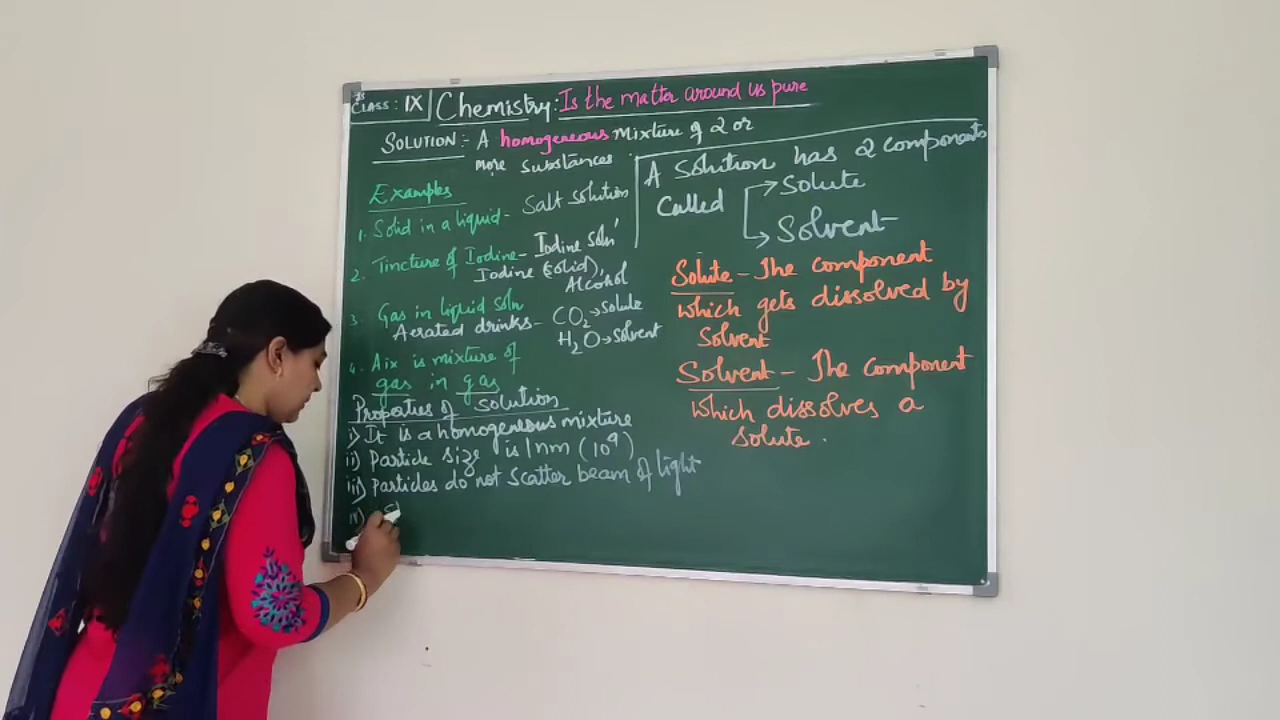 CLASS: IX Chemistry: Is the matter around us pure
SOLUTION:- A homogeneous mixture of 2 or
more substances
Examples
1. Solid in a liquid- Salt solution
2. Tincture of Iodine- Iodine Soln'
Iodine (solid),
Alcohol
3. Gas in liquid soln
Aerated drinks- CO2→Solute
H2O→Solvent
4. Air is mixture of
gas in gas
Properties of solution
i) It is a homogeneous mixture
ii) Particle size is 1nm (109)
iii) Particles do not scatter beam of light
iv)
A solution has 2 components
Called →Solute
→Solvent
Solute - The component
which gets dissolved by
Solvent
Solvent - The component
which dissolves a
solute.